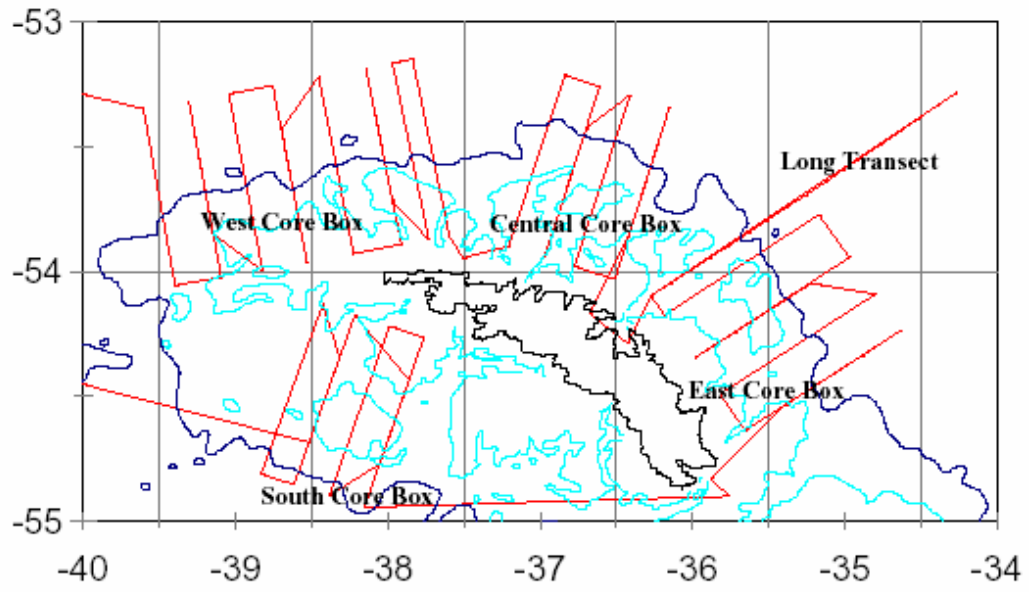 -53
Long Transect
West Core Box
Central Core Box
-54
East Core Box
South Core Box
-55
-40 -39 -38 -37 -36 -35 -34